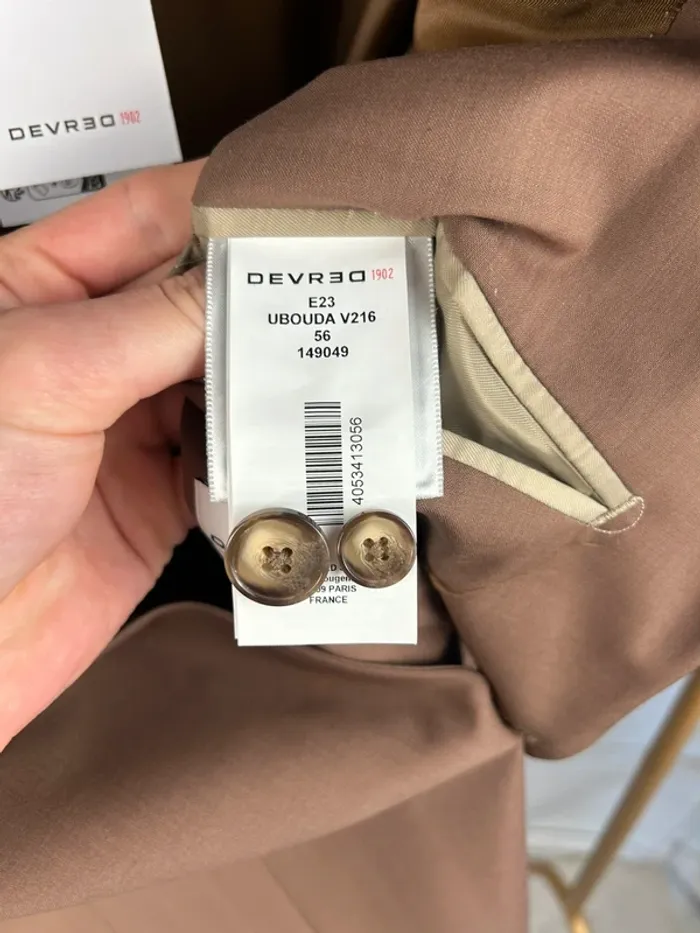 DEVRED 1902
DEVRED 1902
E23
UBOUDA V216
56
149049
4053413056
PARIS
FRANCE